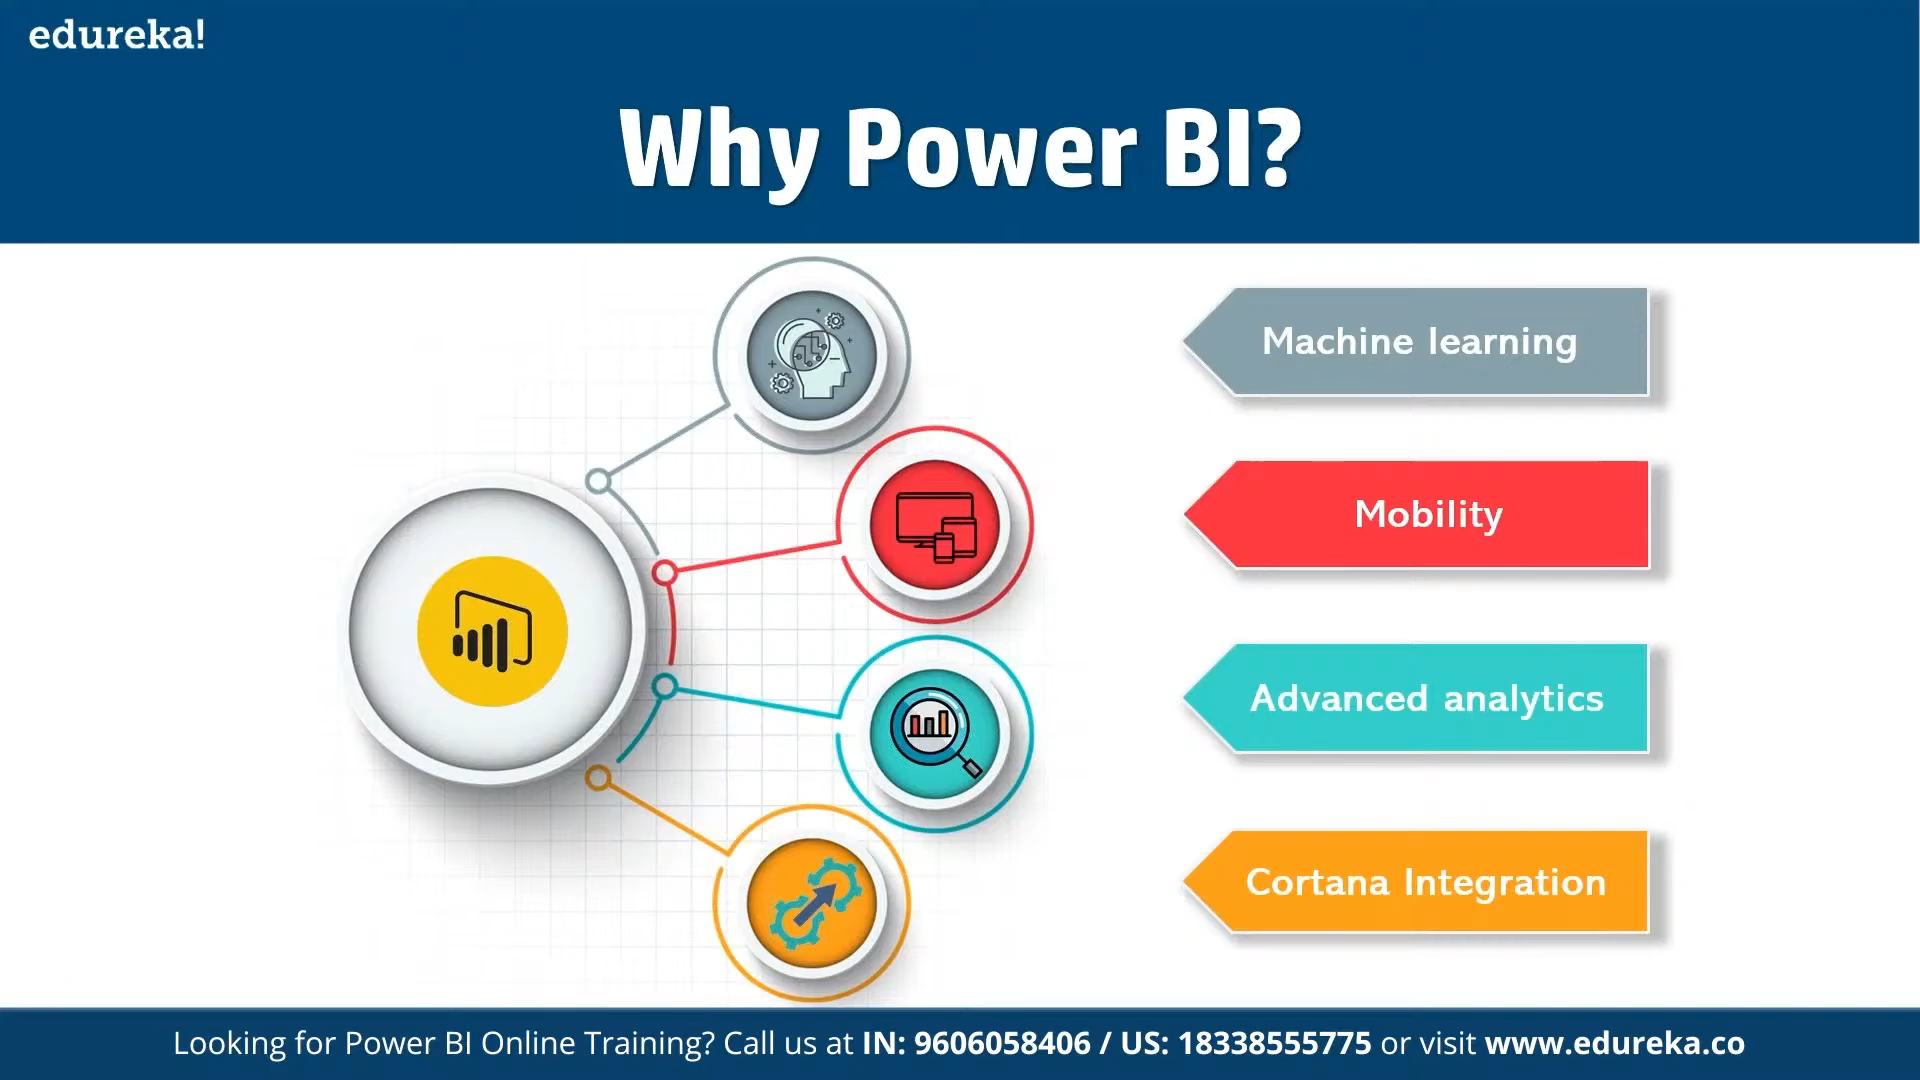 edureka!
Why Power BI?
Machine learning
Mobility
Advanced analytics
Cortana Integration
Looking for Power BI Online Training? Call us at IN: 9606058406 / US: 18338555775 or visit www.edureka.co